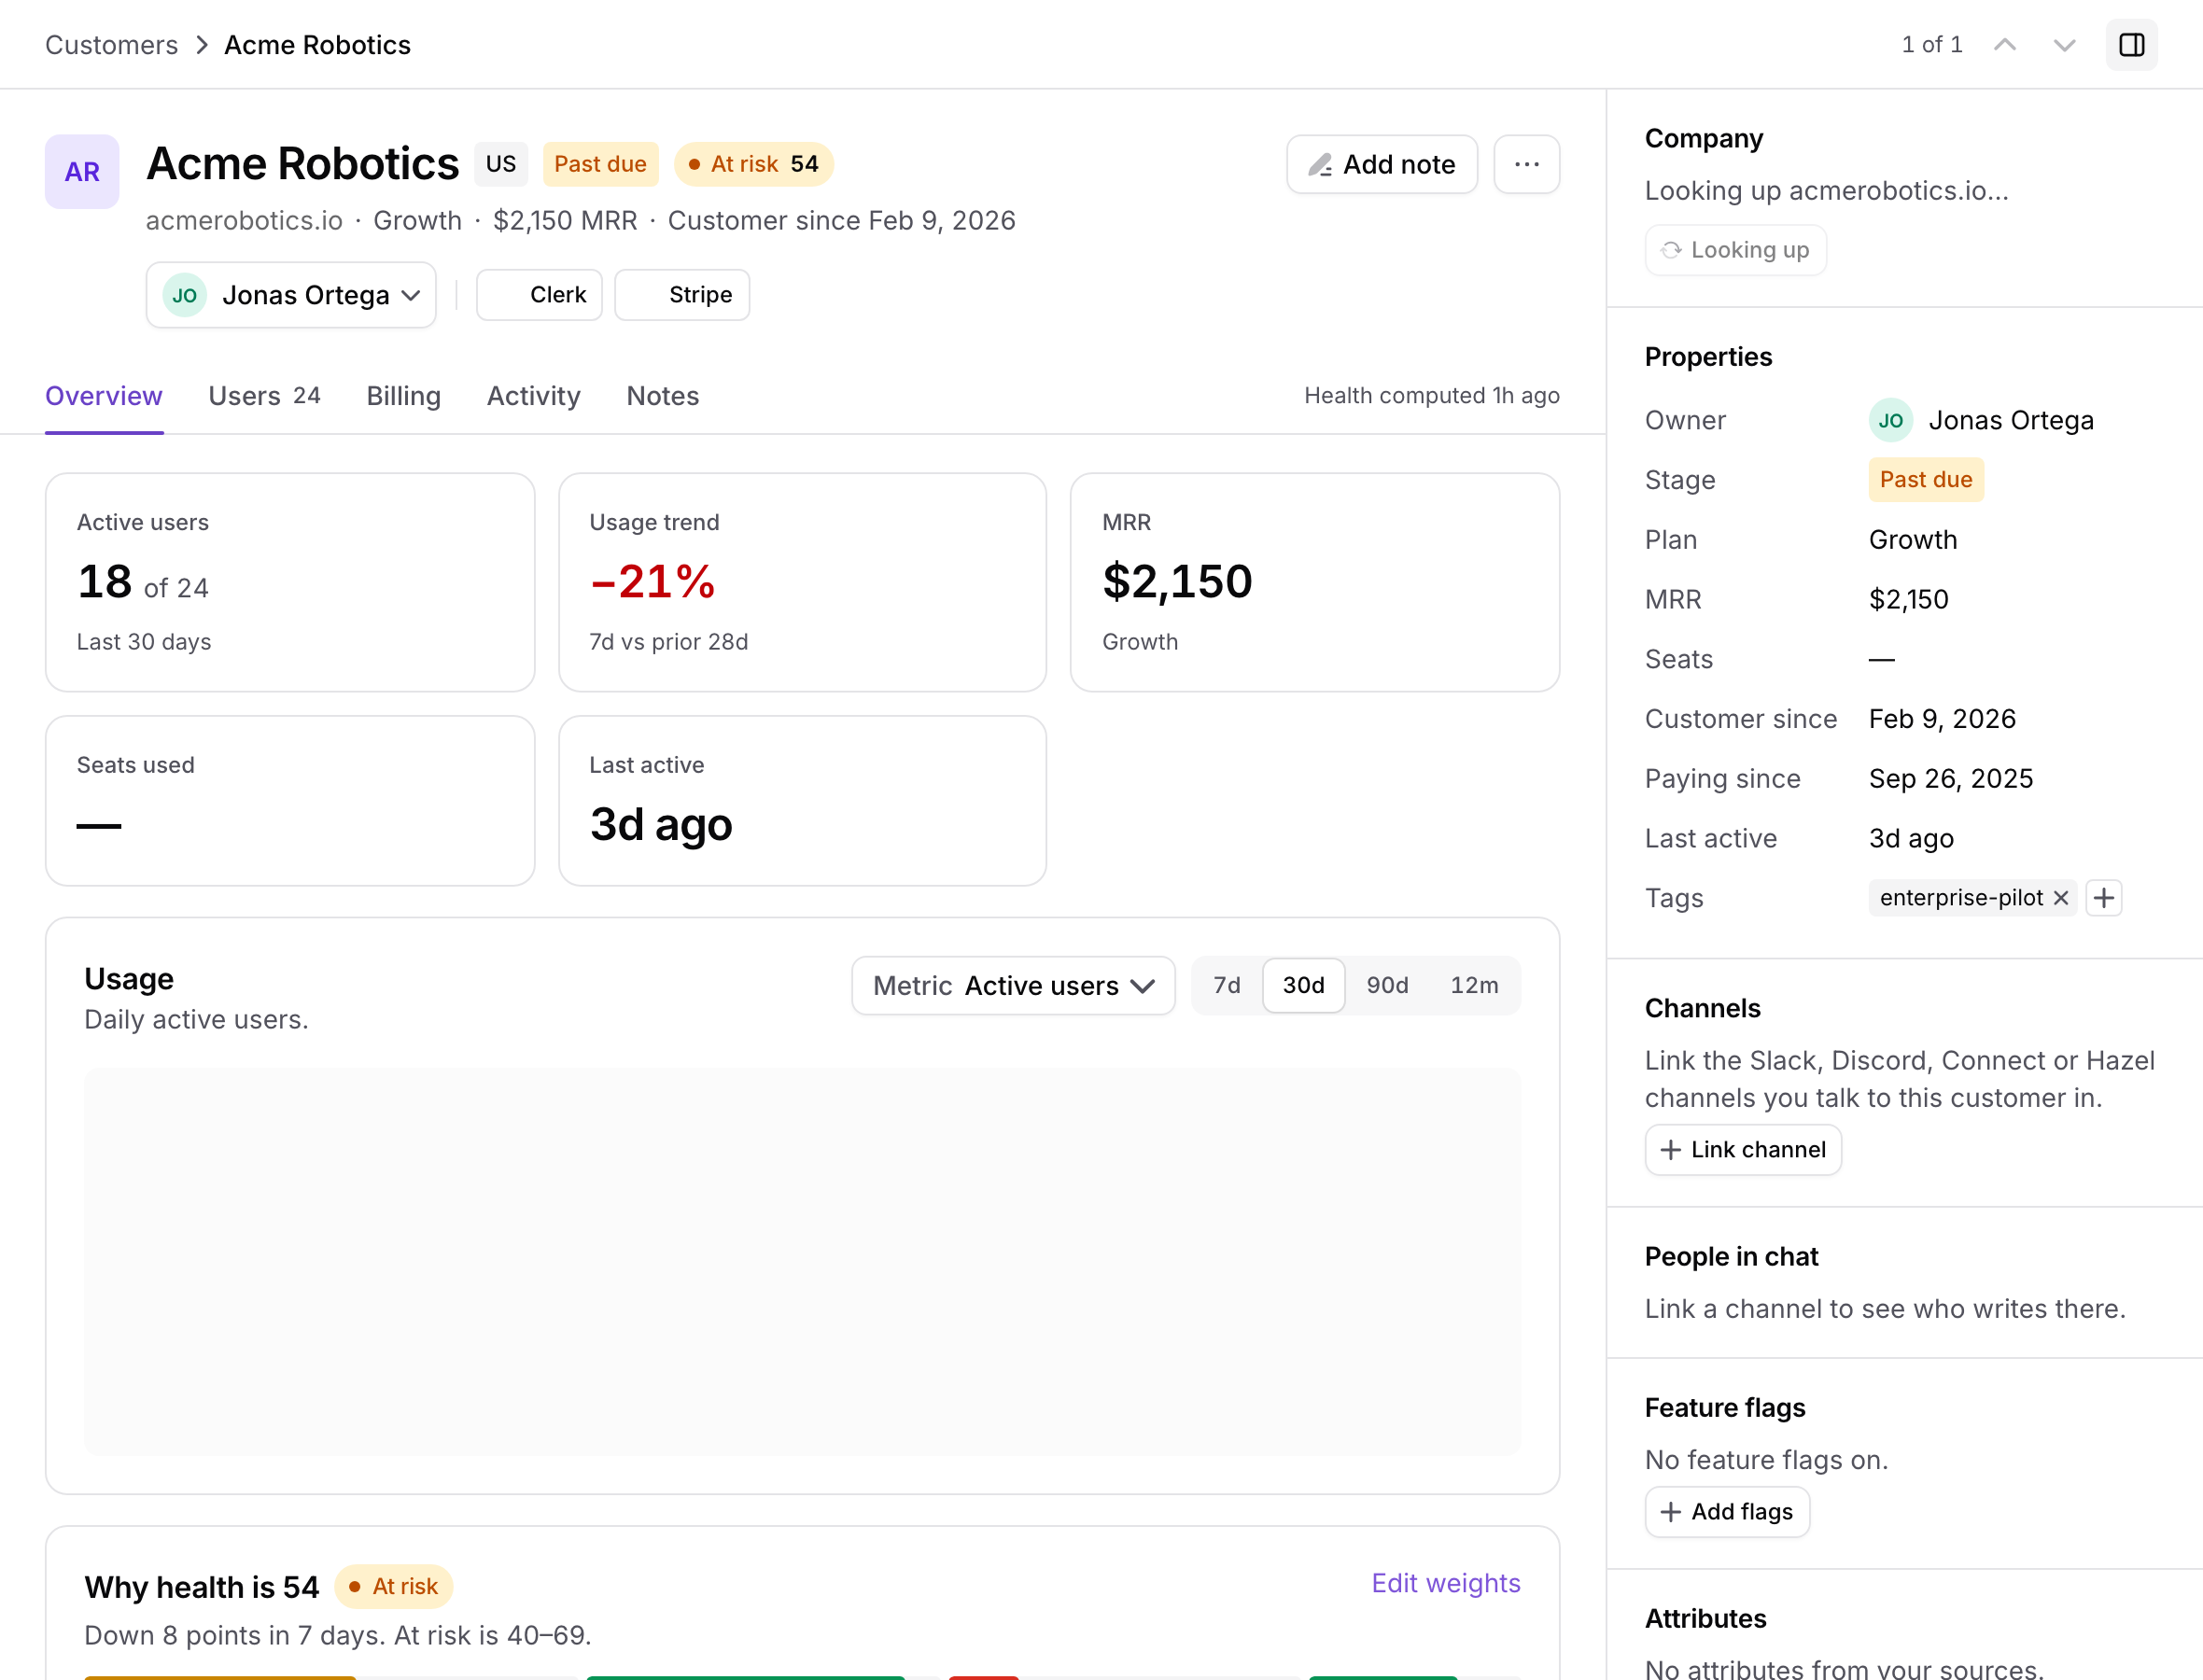 Customers > Acme Robotics
1 of 1
AR
Acme Robotics US Past due At risk 54
Add note
acmerobotics.io · Growth · $2,150 MRR · Customer since Feb 9, 2026
JO Jonas Ortega
Clerk
Stripe
Overview
Users 24
Billing
Activity
Notes
Health computed 1h ago
Active users
18 of 24
Last 30 days
Usage trend
–21%
7d vs prior 28d
MRR
$2,150
Growth
Seats used
—
Last active
3d ago
Usage
Daily active users.
Metric Active users
7d 30d 90d 12m
Why health is 54 At risk
Edit weights
Down 8 points in 7 days. At risk is 40–69.
Company
Looking up acmerobotics.io...
Looking up
Properties
Owner JO Jonas Ortega
Stage Past due
Plan Growth
MRR $2,150
Seats —
Customer since Feb 9, 2026
Paying since Sep 26, 2025
Last active 3d ago
Tags enterprise-pilot
Channels
Link the Slack, Discord, Connect or Hazel
channels you talk to this customer in.
Link channel
People in chat
Link a channel to see who writes there.
Feature flags
No feature flags on.
Add flags
Attributes
No attributes from your sources.